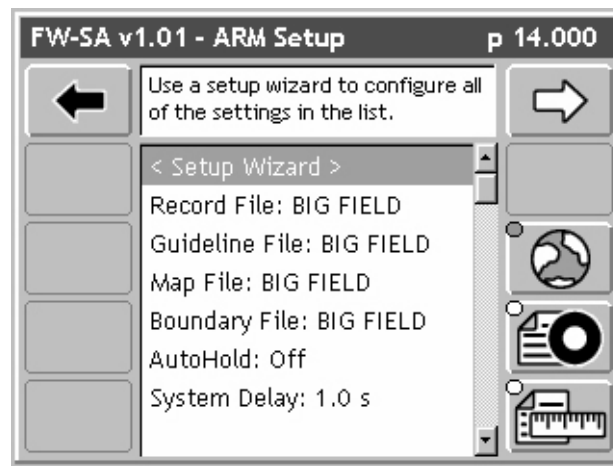 FW-SA v1.01 - ARM Setup p 14.000
Use a setup wizard to configure all
of the settings in the list.
< Setup Wizard >
Record File: BIG FIELD
Guideline File: BIG FIELD
Map File: BIG FIELD
Boundary File: BIG FIELD
AutoHold: Off
System Delay: 1.0 s